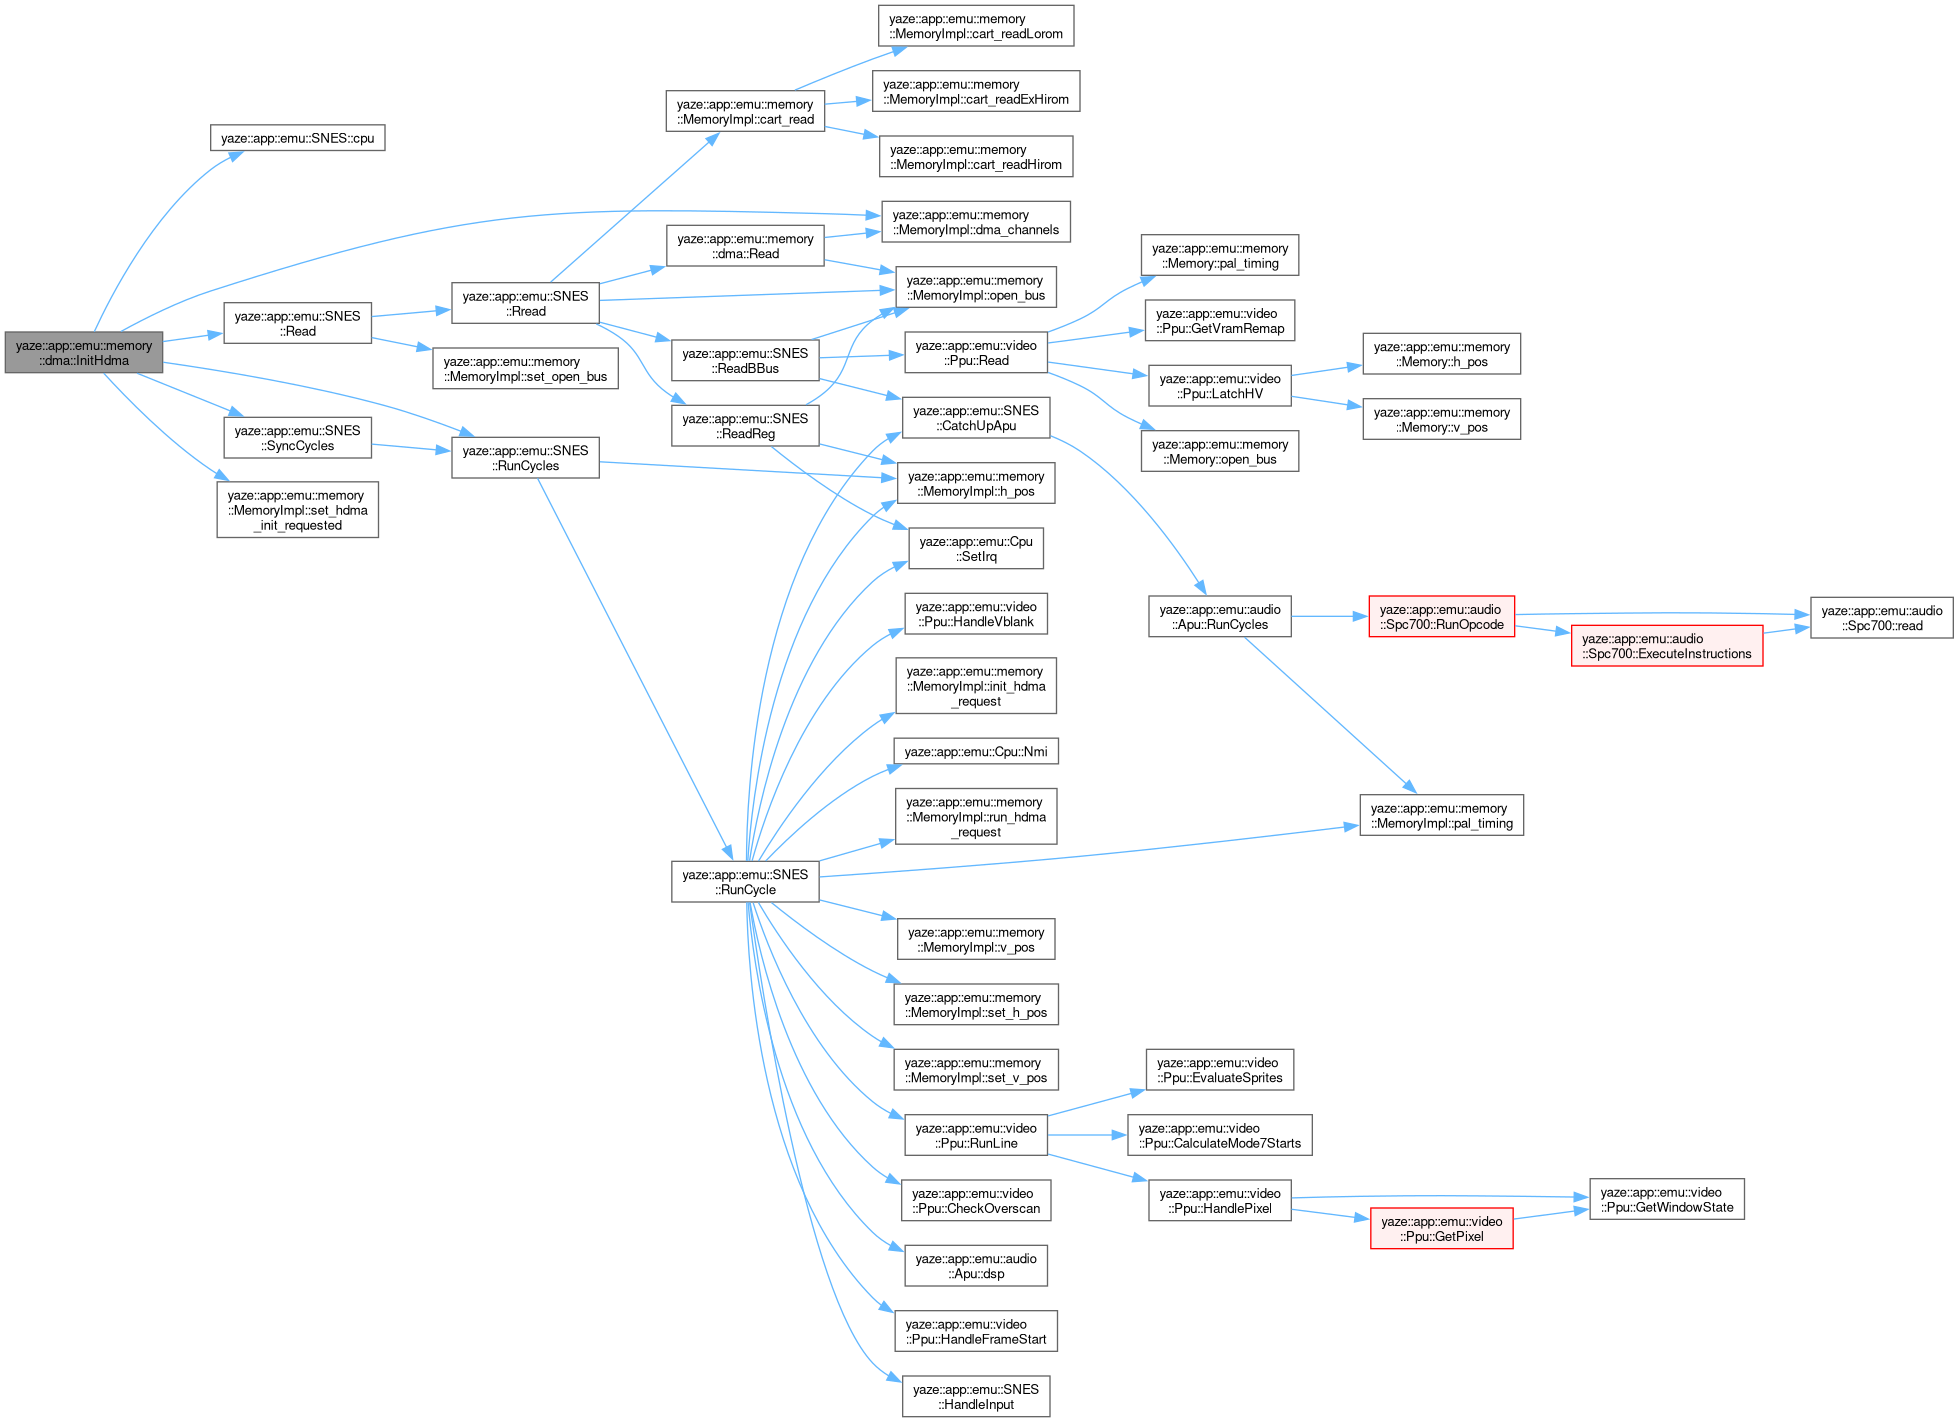 yaze::app::emu::memory
::MemoryImpl::cart_readLorom
yaze::app::emu::memory
::MemoryImpl::cart_readExHirom
yaze::app::emu::memory
::MemoryImpl::cart_read
yaze::app::emu::SNES::cpu
yaze::app::emu::memory
::MemoryImpl::cart_readHirom
yaze::app::emu::memory
::MemoryImpl::dma_channels
yaze::app::emu::memory
::dma::Read
yaze::app::emu::memory
::Memory::pal_timing
yaze::app::emu::memory
::MemoryImpl::open_bus
yaze::app::emu::SNES
::Rread
yaze::app::emu::SNES
::Read
yaze::app::emu::video
::Ppu::GetVramRemap
yaze::app::emu::memory
::dma::InitHdma
yaze::app::emu::memory
::MemoryImpl::set_open_bus
yaze::app::emu::SNES
::ReadBBus
yaze::app::emu::video
::Ppu::Read
yaze::app::emu::memory
::Memory::h_pos
yaze::app::emu::video
::Ppu::LatchHV
yaze::app::emu::SNES
::ReadReg
yaze::app::emu::SNES
::CatchUpApu
yaze::app::emu::memory
::Memory::v_pos
yaze::app::emu::SNES
::SyncCycles
yaze::app::emu::SNES
::RunCycles
yaze::app::emu::memory
::Memory::open_bus
yaze::app::emu::memory
::MemoryImpl::h_pos
yaze::app::emu::memory
::MemoryImpl::set_hdma
_init_requested
yaze::app::emu::Cpu
::SetIrq
yaze::app::emu::video
::Ppu::HandleVblank
yaze::app::emu::audio
::Apu::RunCycles
yaze::app::emu::audio
::Spc700::RunOpcode
yaze::app::emu::audio
::Spc700::ExecuteInstructions
yaze::app::emu::audio
::Spc700::read
yaze::app::emu::memory
::MemoryImpl::init_hdma
_request
yaze::app::emu::Cpu::Nmi
yaze::app::emu::memory
::MemoryImpl::run_hdma
_request
yaze::app::emu::memory
::MemoryImpl::pal_timing
yaze::app::emu::SNES
::RunCycle
yaze::app::emu::memory
::MemoryImpl::v_pos
yaze::app::emu::memory
::MemoryImpl::set_h_pos
yaze::app::emu::memory
::MemoryImpl::set_v_pos
yaze::app::emu::video
::Ppu::EvaluateSprites
yaze::app::emu::video
::Ppu::RunLine
yaze::app::emu::video
::Ppu::CalculateMode7Starts
yaze::app::emu::video
::Ppu::CheckOverscan
yaze::app::emu::video
::Ppu::HandlePixel
yaze::app::emu::video
::Ppu::GetPixel
yaze::app::emu::video
::Ppu::GetWindowState
yaze::app::emu::audio
::Apu::dsp
yaze::app::emu::video
::Ppu::HandleFrameStart
yaze::app::emu::SNES
::HandleInput